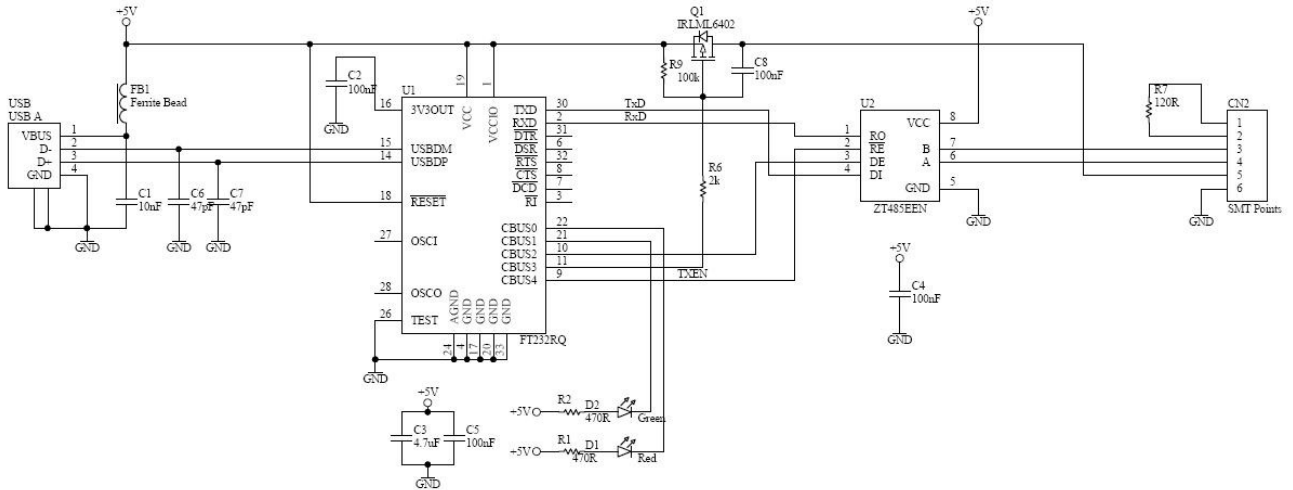 +5V
Q1
IRLML6402
+5V
FB1
Ferrite Bead
C2
100nF
GND
U1
R9
100k
C8
100nF
USB
USB A
VBUS 1
D- 2
D+ 3
GND 4
C1
10nF
C6
47pF
C7
47pF
GND
GND
GND
16 3V3OUT
19 VCC
1 VCCIO
15 USBDM
14 USBDP
18 RESET
27 OSCI
28 OSCO
26 TEST
AGND 24
GND 4
GND 17
GND 20
GND 33
TXD 30
RXD 2
DTR 31
DSR 6
RTS 32
CTS 8
DCD 7
RI 3
CBUS0 22
CBUS1 21
CBUS2 10
CBUS3 11
CBUS4 9
FT232RQ
GND
TxD
RxD
TXEN
R6
2k
U2
1 RO
2 RE
3 DE
4 DI
VCC 8
B 7
A 6
GND 5
ZT485EEN
GND
R7
120R
CN2
1
2
3
4
5
6
SMT Points
GND
+5V
C4
100nF
GND
+5V
C3
4.7uF
C5
100nF
GND
+5V
R2
470R
D2
Green
+5V
R1
470R
D1
Red